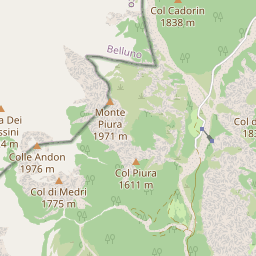 Col Cadorin
1838 m
Belluno
Monte
Piura
1971 m
a Dei
ssini
4 m
Colle Andon
1976 m
Col d
183
Col Piura
1611 m
Col di Medri
1775 m